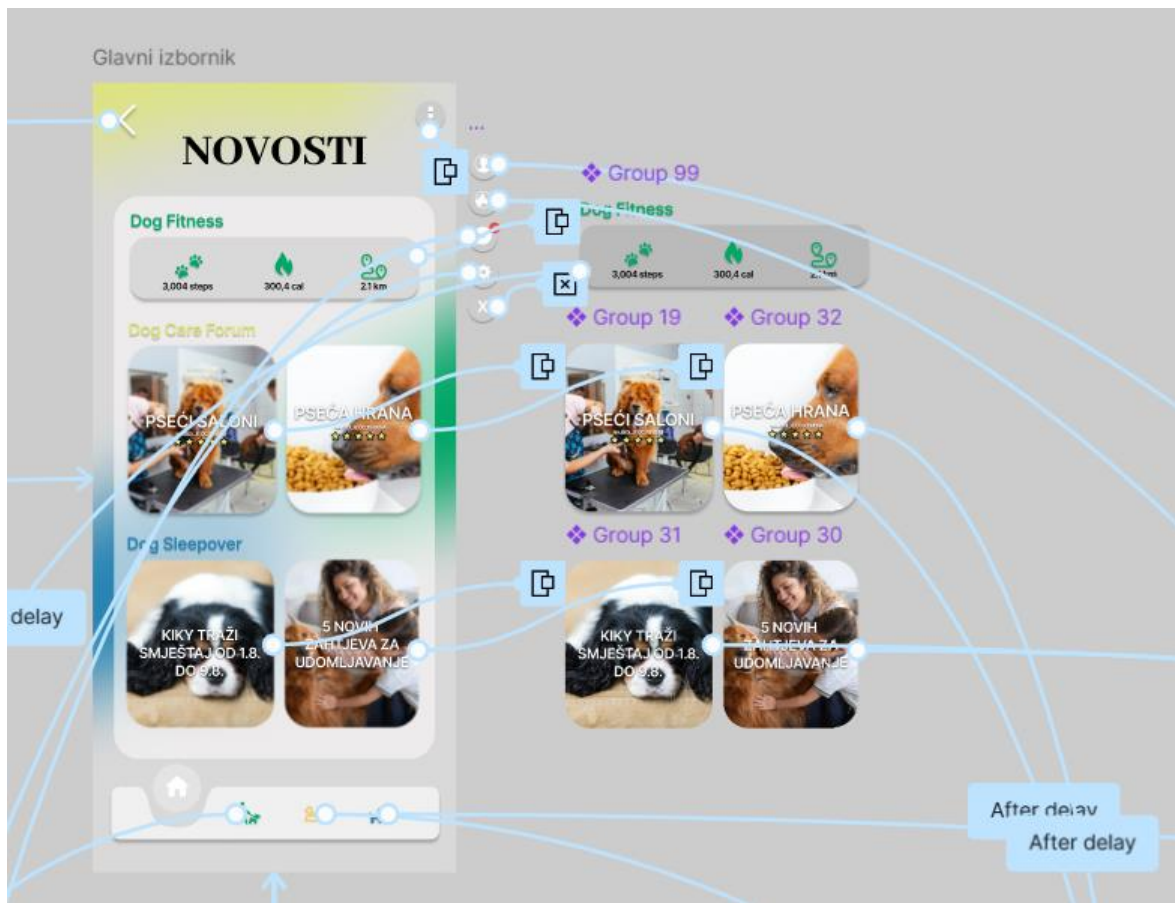 Glavni izbornik
NOVOSTI
...
Group 99
Dog Fitness
Dog Fitness
3,004 steps
300,4 cal
2.1 km
3,004 steps
300,4 cal
Group 19
Group 32
Dog Care Forum
PSEĆI SALONI
PSEĆA HRANA
PSEĆI SALONI
PSEĆA HRANA
Group 31
Group 30
Dog Sleepover
KIKY TRAŽI
SMJEŠTAJ OD 1.8.
DO 9.8.
5 NOVIH
ZAHTJEVA ZA
UDOMLJAVANJE
KIKY TRAŽI
SMJEŠTAJ OD 1.8.
DO 9.8.
5 NOVIH
ZAHTJEVA ZA
UDOMLJAVANJE
delay
After delay
After delay